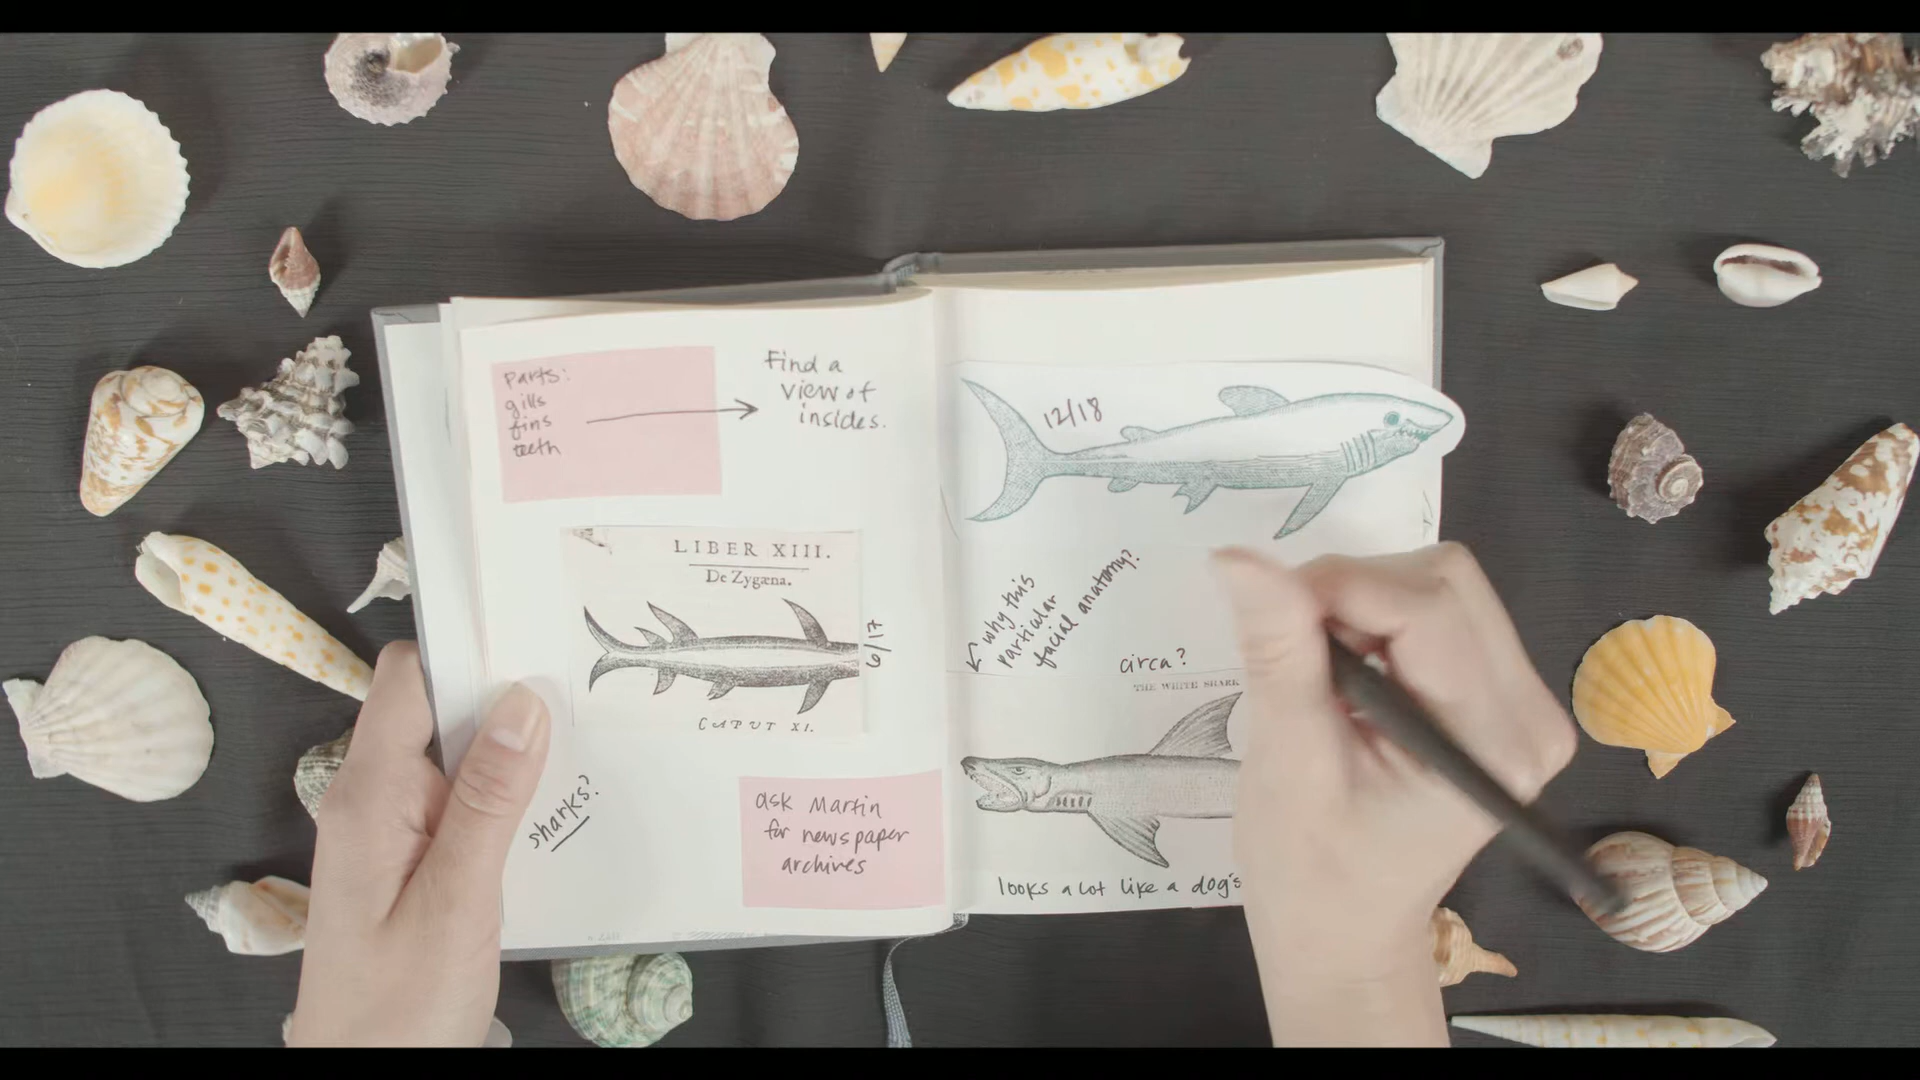 Parts:
gills
fins
teeth
Find a
view of
insides.
LIBER XIII.
De Zygæna.
6/17
CAPUT XI.
sharks?
ask Martin
for newspaper
archives
12/18
why this
particular
facial anatomy?
circa?
THE WHITE SHARK
looks a lot like a dog's